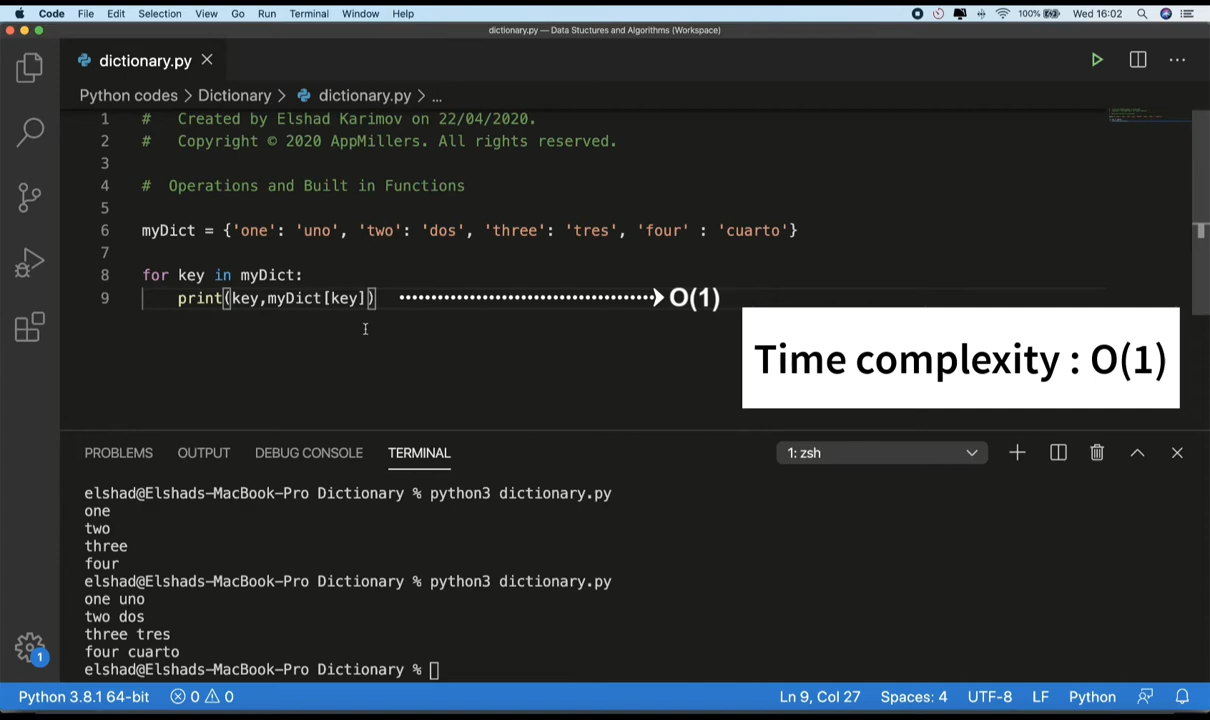 Code File Edit Selection View Go Run Terminal Window Help 100% Wed 16:02
dictionary.py — Data Stuctures and Algorithms (Workspace)
dictionary.py
Python codes > Dictionary > dictionary.py > ...
1 # Created by Elshad Karimov on 22/04/2020.
2 # Copyright © 2020 AppMillers. All rights reserved.
3
4 # Operations and Built in Functions
5
6 myDict = {'one': 'uno', 'two': 'dos', 'three': 'tres', 'four' : 'cuarto'}
7
8 for key in myDict:
9 print(key,myDict[key]) O(1)
Time complexity : O(1)
PROBLEMS OUTPUT DEBUG CONSOLE TERMINAL 1: zsh
elshad@Elshads-MacBook-Pro Dictionary % python3 dictionary.py
one
two
three
four
elshad@Elshads-MacBook-Pro Dictionary % python3 dictionary.py
one uno
two dos
three tres
four cuarto
elshad@Elshads-MacBook-Pro Dictionary %
1
Python 3.8.1 64-bit 0 0 Ln 9, Col 27 Spaces: 4 UTF-8 LF Python